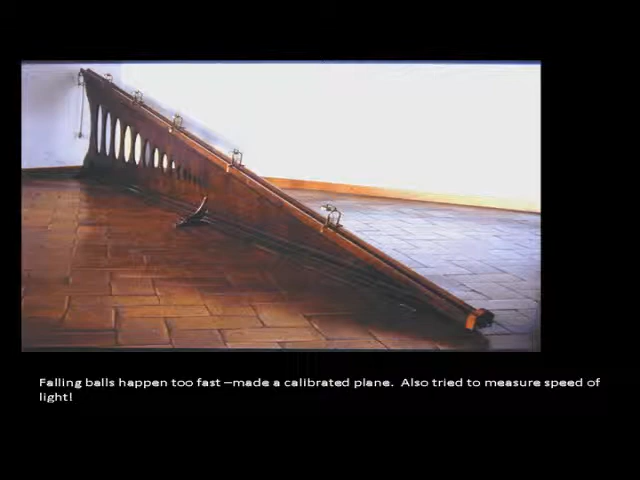 Falling balls happen too fast –made a calibrated plane.  Also tried to measure speed of
light!